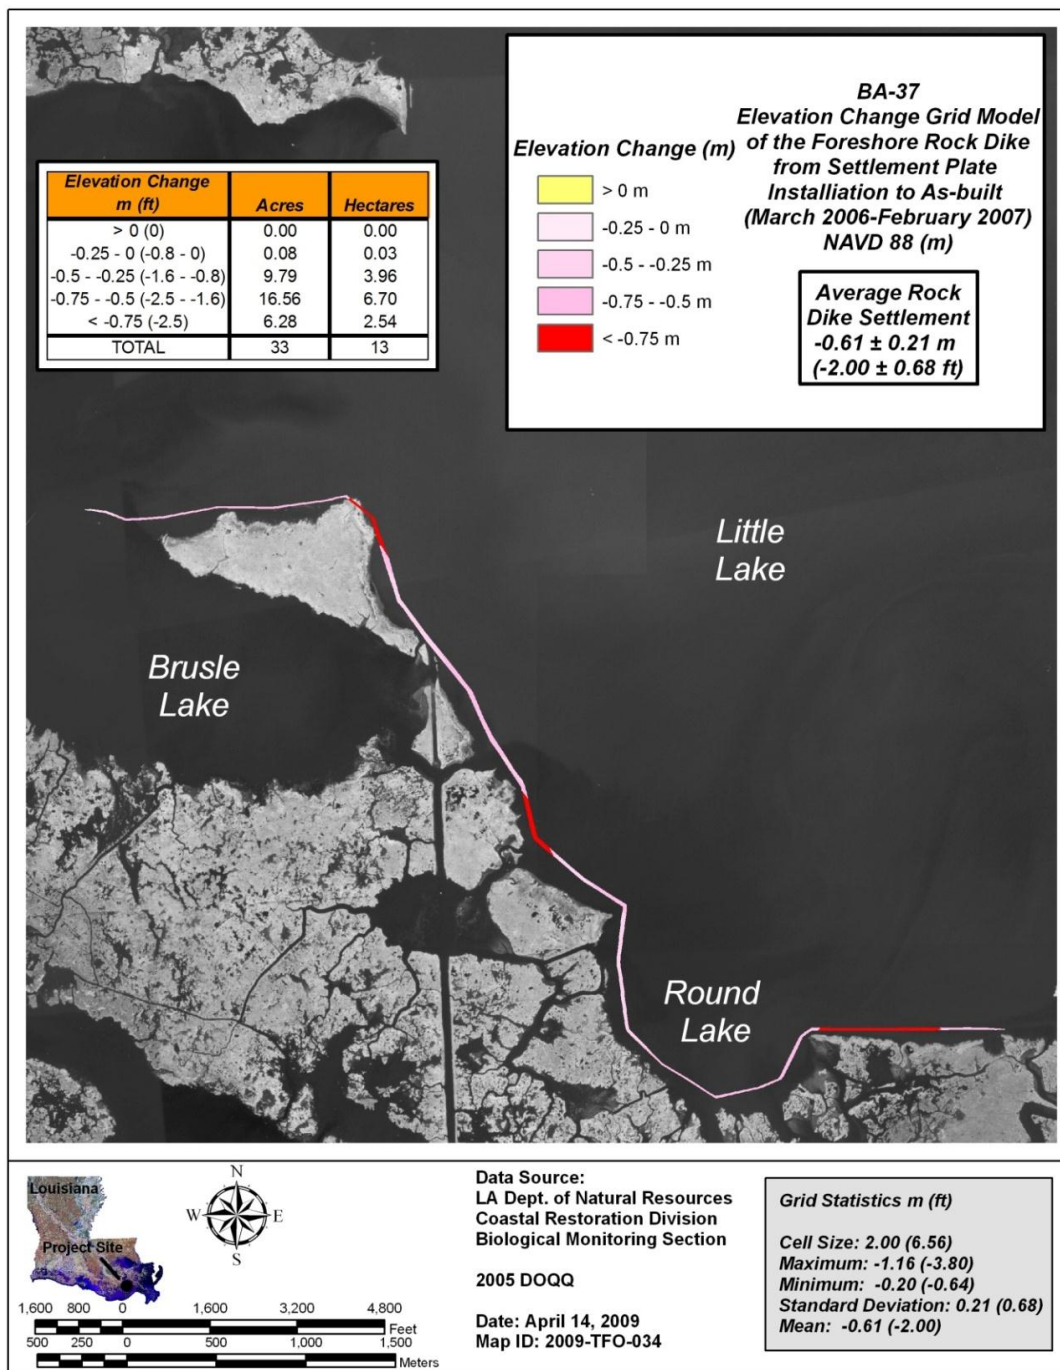 BA-37
Elevation Change Grid Model
of the Foreshore Rock Dike
from Settlement Plate
Installiation to As-built
(March 2006-February 2007)
NAVD 88 (m)
Elevation Change (m)
> 0 m
-0.25 - 0 m
-0.5 - -0.25 m
-0.75 - -0.5 m
< -0.75 m
Average Rock
Dike Settlement
-0.61 ± 0.21 m
(-2.00 ± 0.68 ft)
Elevation Change
m (ft) Acres Hectares
> 0 (0) 0.00 0.00
-0.25 - 0 (-0.8 - 0) 0.08 0.03
-0.5 - -0.25 (-1.6 - -0.8) 9.79 3.96
-0.75 - -0.5 (-2.5 - -1.6) 16.56 6.70
< -0.75 (-2.5) 6.28 2.54
TOTAL 33 13
Little
Lake
Brusle
Lake
Round
Lake
Louisiana
Project Site
N
W E
S
1,600 800 0 1,600 3,200 4,800
Feet
500 250 0 500 1,000 1,500
Meters
Data Source:
LA Dept. of Natural Resources
Coastal Restoration Division
Biological Monitoring Section
2005 DOQQ
Date: April 14, 2009
Map ID: 2009-TFO-034
Grid Statistics m (ft)
Cell Size: 2.00 (6.56)
Maximum: -1.16 (-3.80)
Minimum: -0.20 (-0.64)
Standard Deviation: 0.21 (0.68)
Mean: -0.61 (-2.00)